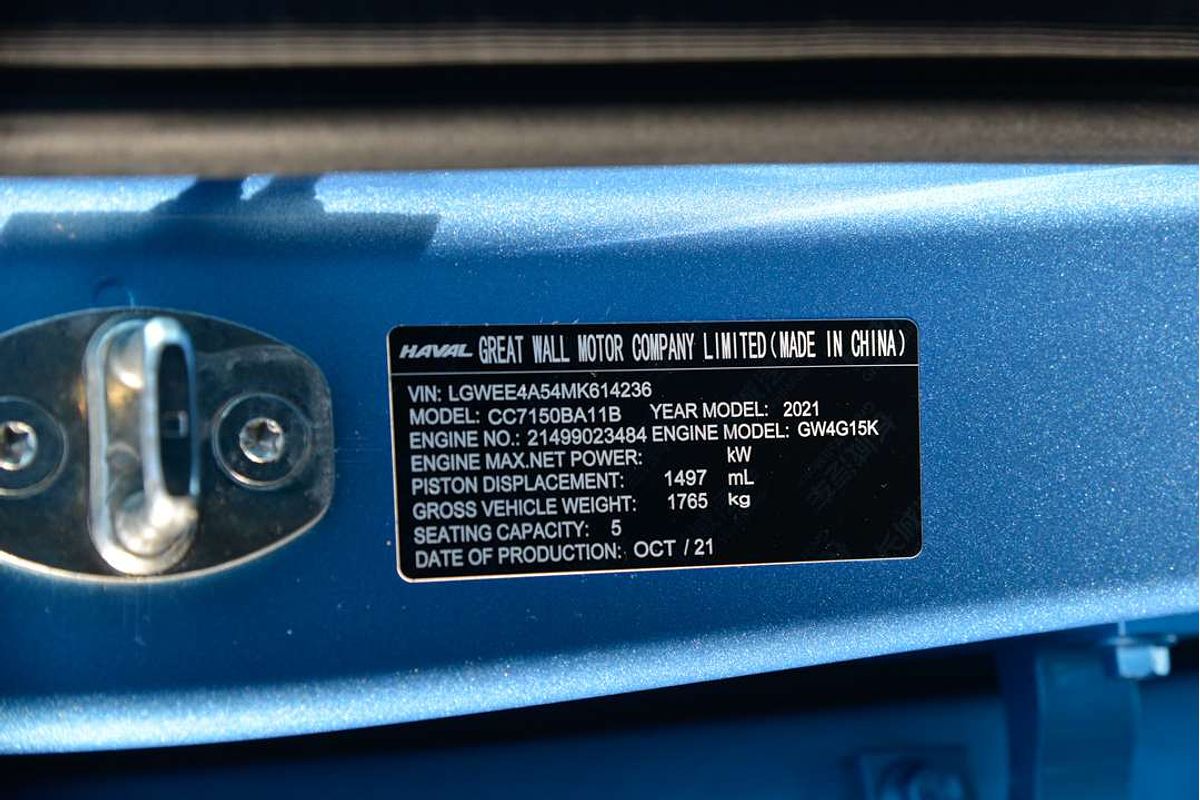 HAVAL GREAT WALL MOTOR COMPANY LIMITED(MADE IN CHINA)
VIN: LGWEE4A54MK614236
MODEL: CC7150BA11B YEAR MODEL: 2021
ENGINE NO.: 21499023484 ENGINE MODEL: GW4G15K
ENGINE MAX.NET POWER: kW
PISTON DISPLACEMENT: 1497 mL
GROSS VEHICLE WEIGHT: 1765 kg
SEATING CAPACITY: 5
DATE OF PRODUCTION: OCT / 21